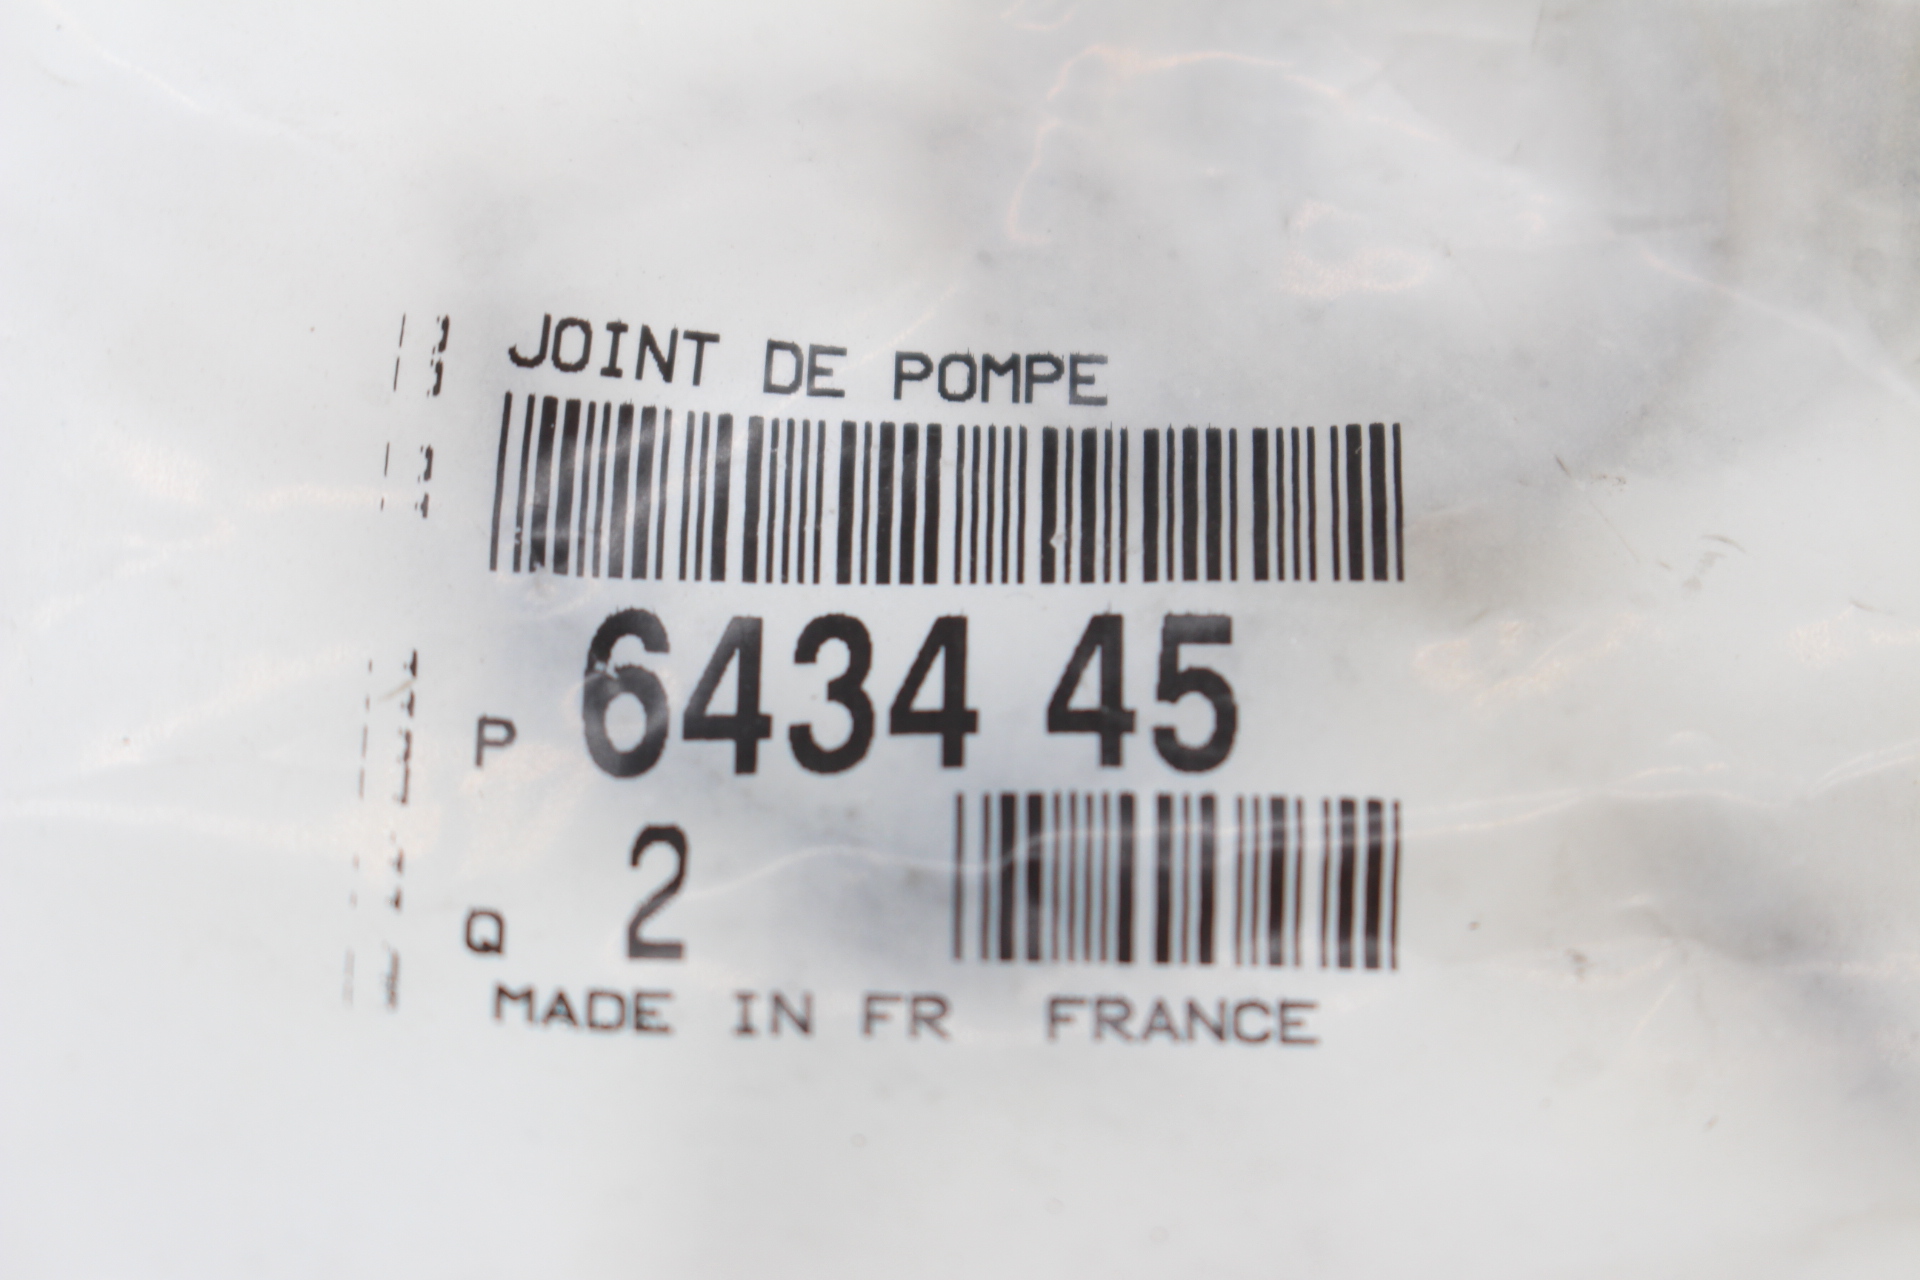 JOINT DE POMPE
P 6434 45
Q 2
MADE IN FR FRANCE